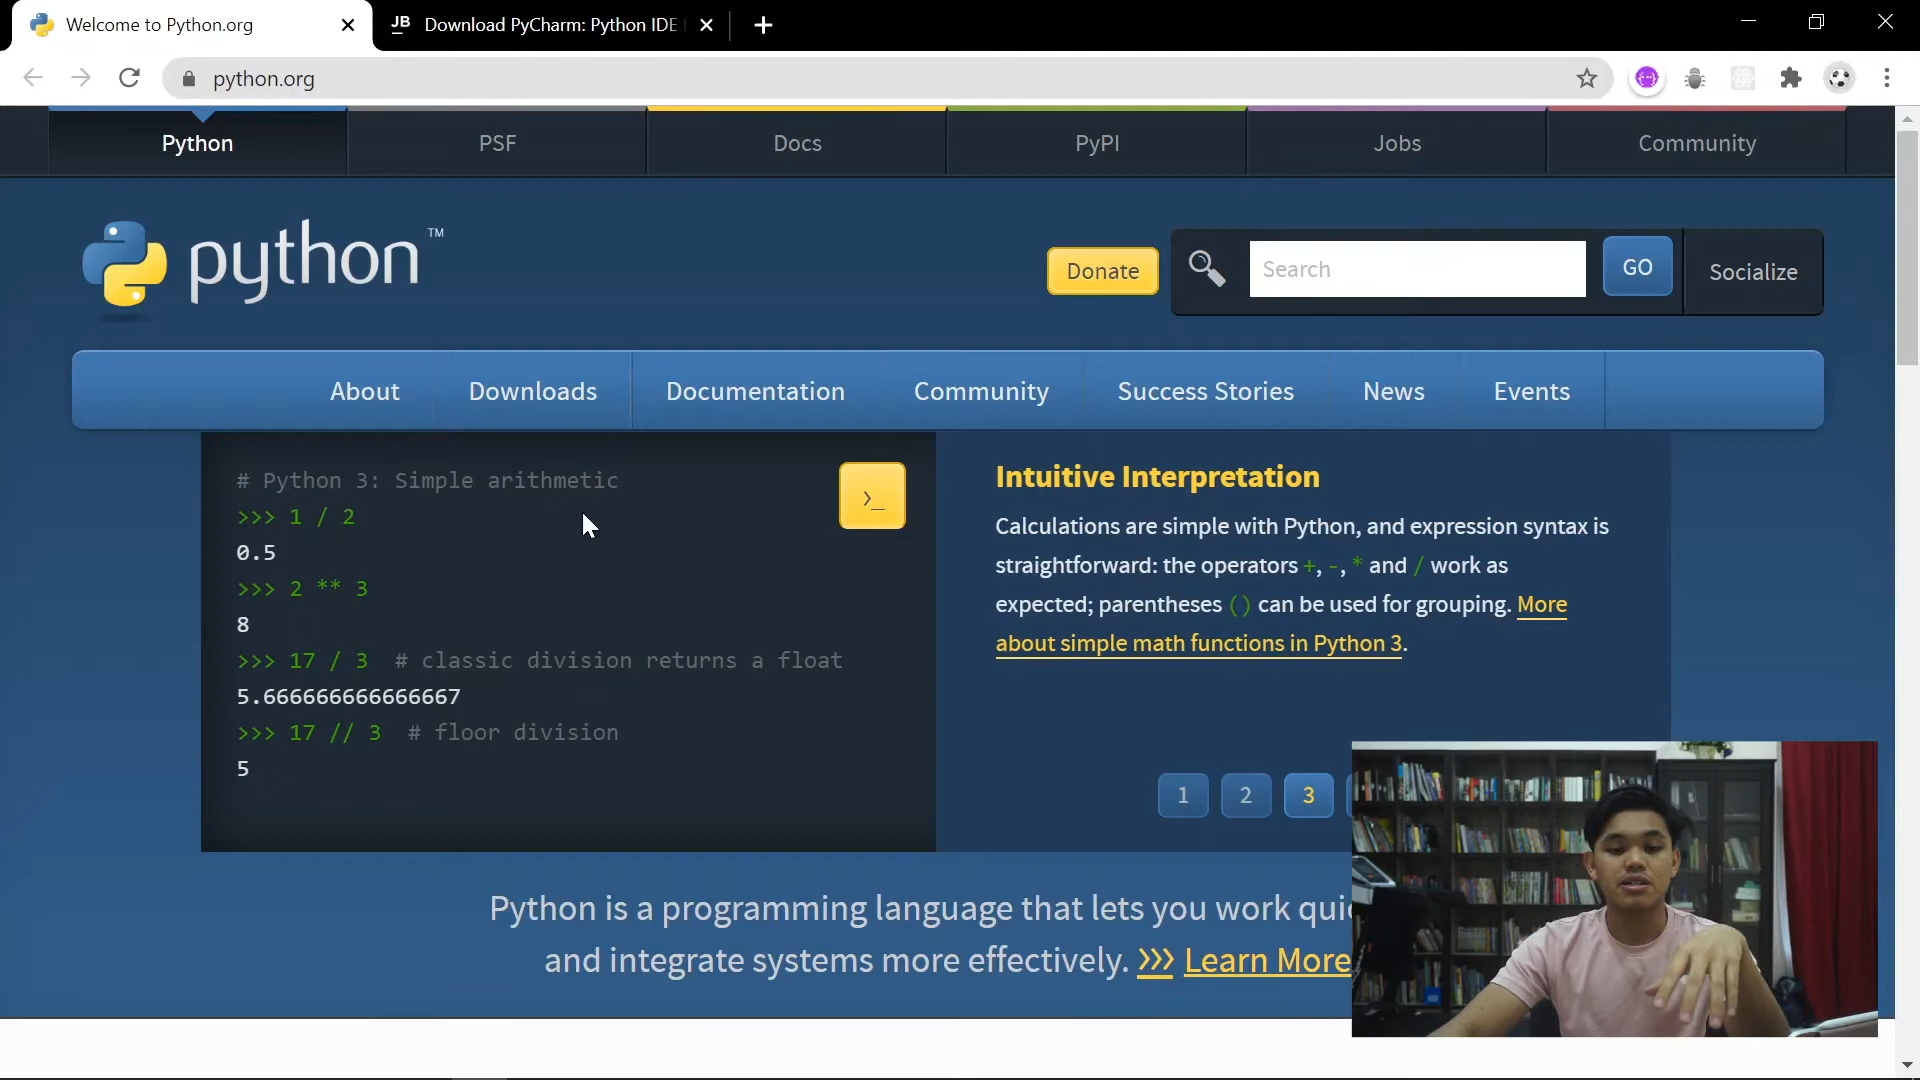 Welcome to Python.org
JB Download PyCharm: Python IDE
python.org
Python PSF Docs PyPI Jobs Community
python™
Donate
Search
GO
Socialize
About Downloads Documentation Community Success Stories News Events
# Python 3: Simple arithmetic
>>> 1 / 2
0.5
>>> 2 ** 3
8
>>> 17 / 3 # classic division returns a float
5.666666666666667
>>> 17 // 3 # floor division
5
>_
Intuitive Interpretation
Calculations are simple with Python, and expression syntax is
straightforward: the operators +, -, * and / work as
expected; parentheses () can be used for grouping. More
about simple math functions in Python 3.
1 2 3
Python is a programming language that lets you work
and integrate systems more effectively. >>> Learn More